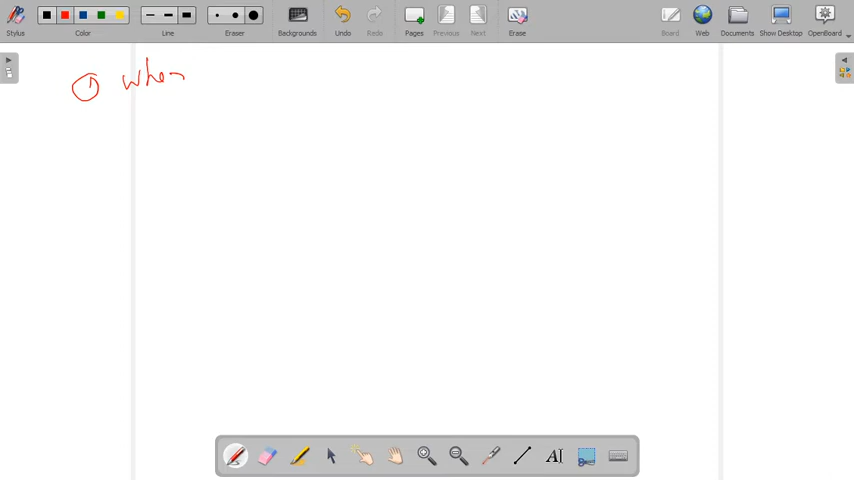 Stylus
Color
Line
Eraser
Backgrounds
Undo
Redo
Pages
Previous
Next
Erase
Board
Web
Documents
Show Desktop
OpenBoard
① when